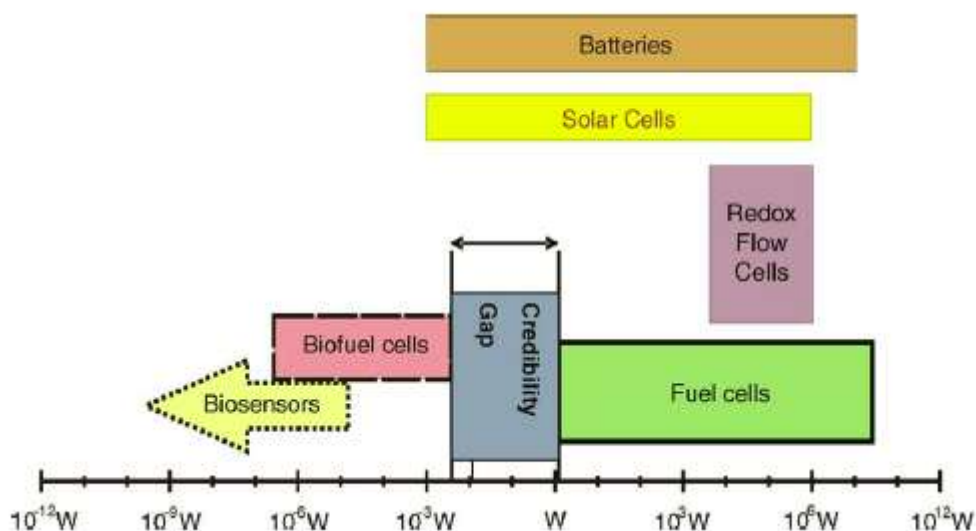 Batteries
Solar Cells
Redox
Flow
Cells
Credibility
Gap
Biofuel cells
Fuel cells
Biosensors
10⁻¹²W 10⁻⁹W 10⁻⁶W 10⁻³W W 10³W 10⁶W 10⁹W 10¹²W